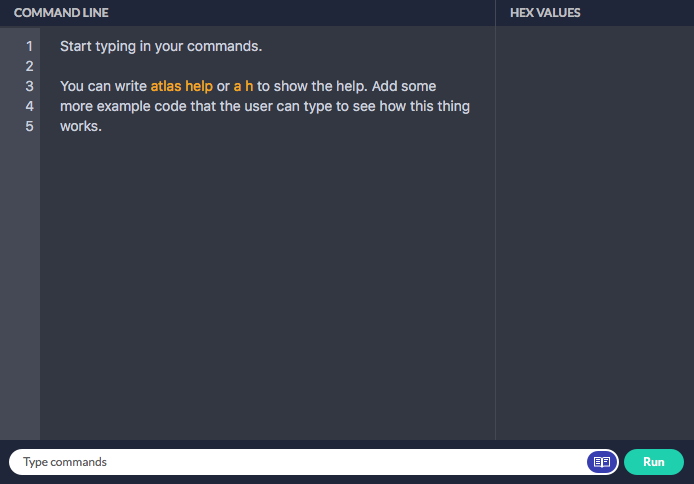 COMMAND LINE
HEX VALUES
1 Start typing in your commands.
2
3 You can write atlas help or a h to show the help. Add some
4 more example code that the user can type to see how this thing
5 works.
Type commands
Run